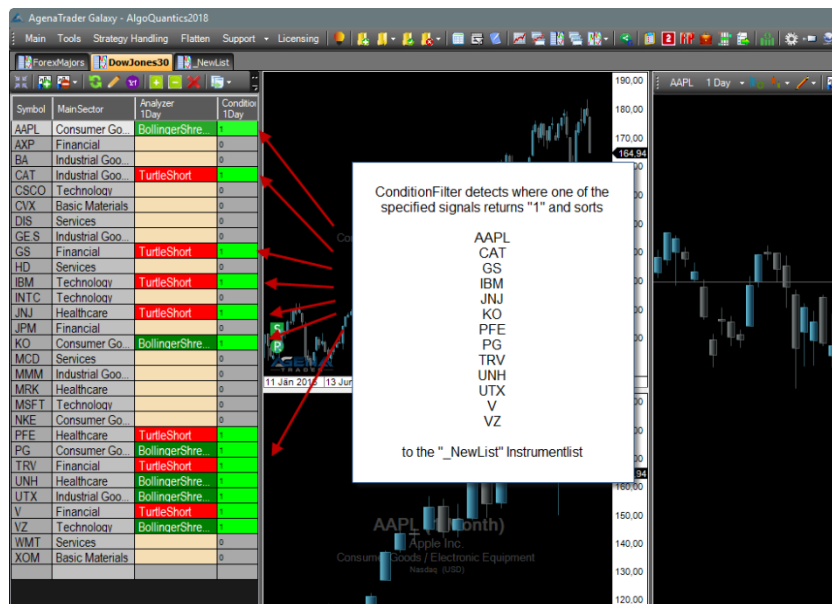 AgenaTrader Galaxy - AlgoQuantics2018
Main Tools Strategy Handling Flatten Support Licensing
ForexMajors DowJones30 _NewList
AAPL 1 Day
Symbol MainSector Analyzer 1Day Condition 1Day
AAPL Consumer Go... BollingerShre... 1
AXP Financial 0
BA Industrial Goo... 0
CAT Industrial Goo... TurtleShort 1
CSCO Technology 0
CVX Basic Materials 0
DIS Services 0
GE.S Industrial Goo... 0
GS Financial TurtleShort 1
HD Services 0
IBM Technology TurtleShort 1
INTC Technology 0
JNJ Healthcare TurtleShort 1
JPM Financial 0
KO Consumer Go... BollingerShre... 1
MCD Services 0
MMM Industrial Goo... 0
MRK Healthcare 0
MSFT Technology 0
NKE Consumer Go... 0
PFE Healthcare TurtleShort 1
PG Consumer Go... BollingerShre... 1
TRV Financial TurtleShort 1
UNH Healthcare BollingerShre... 1
UTX Industrial Goo... BollingerShre... 1
V Financial TurtleShort 1
VZ Technology BollingerShre... 1
WMT Services 0
XOM Basic Materials 0
190,00
180,00
170,00
164,94
ConditionFilter detects where one of the
specified signals returns "1" and sorts
AAPL
CAT
GS
IBM
JNJ
KO
PFE
PG
TRV
UNH
UTX
V
VZ
to the "_NewList" Instrumentlist
S
P
AGENA
TRADER
11 Jän 2016 13 Jun
160,00
150,00
140,00
130,00
120,00
AAPL (1 Month)
Apple Inc.
Consumer Goods / Electronic Equipment
Nasdaq (USD)